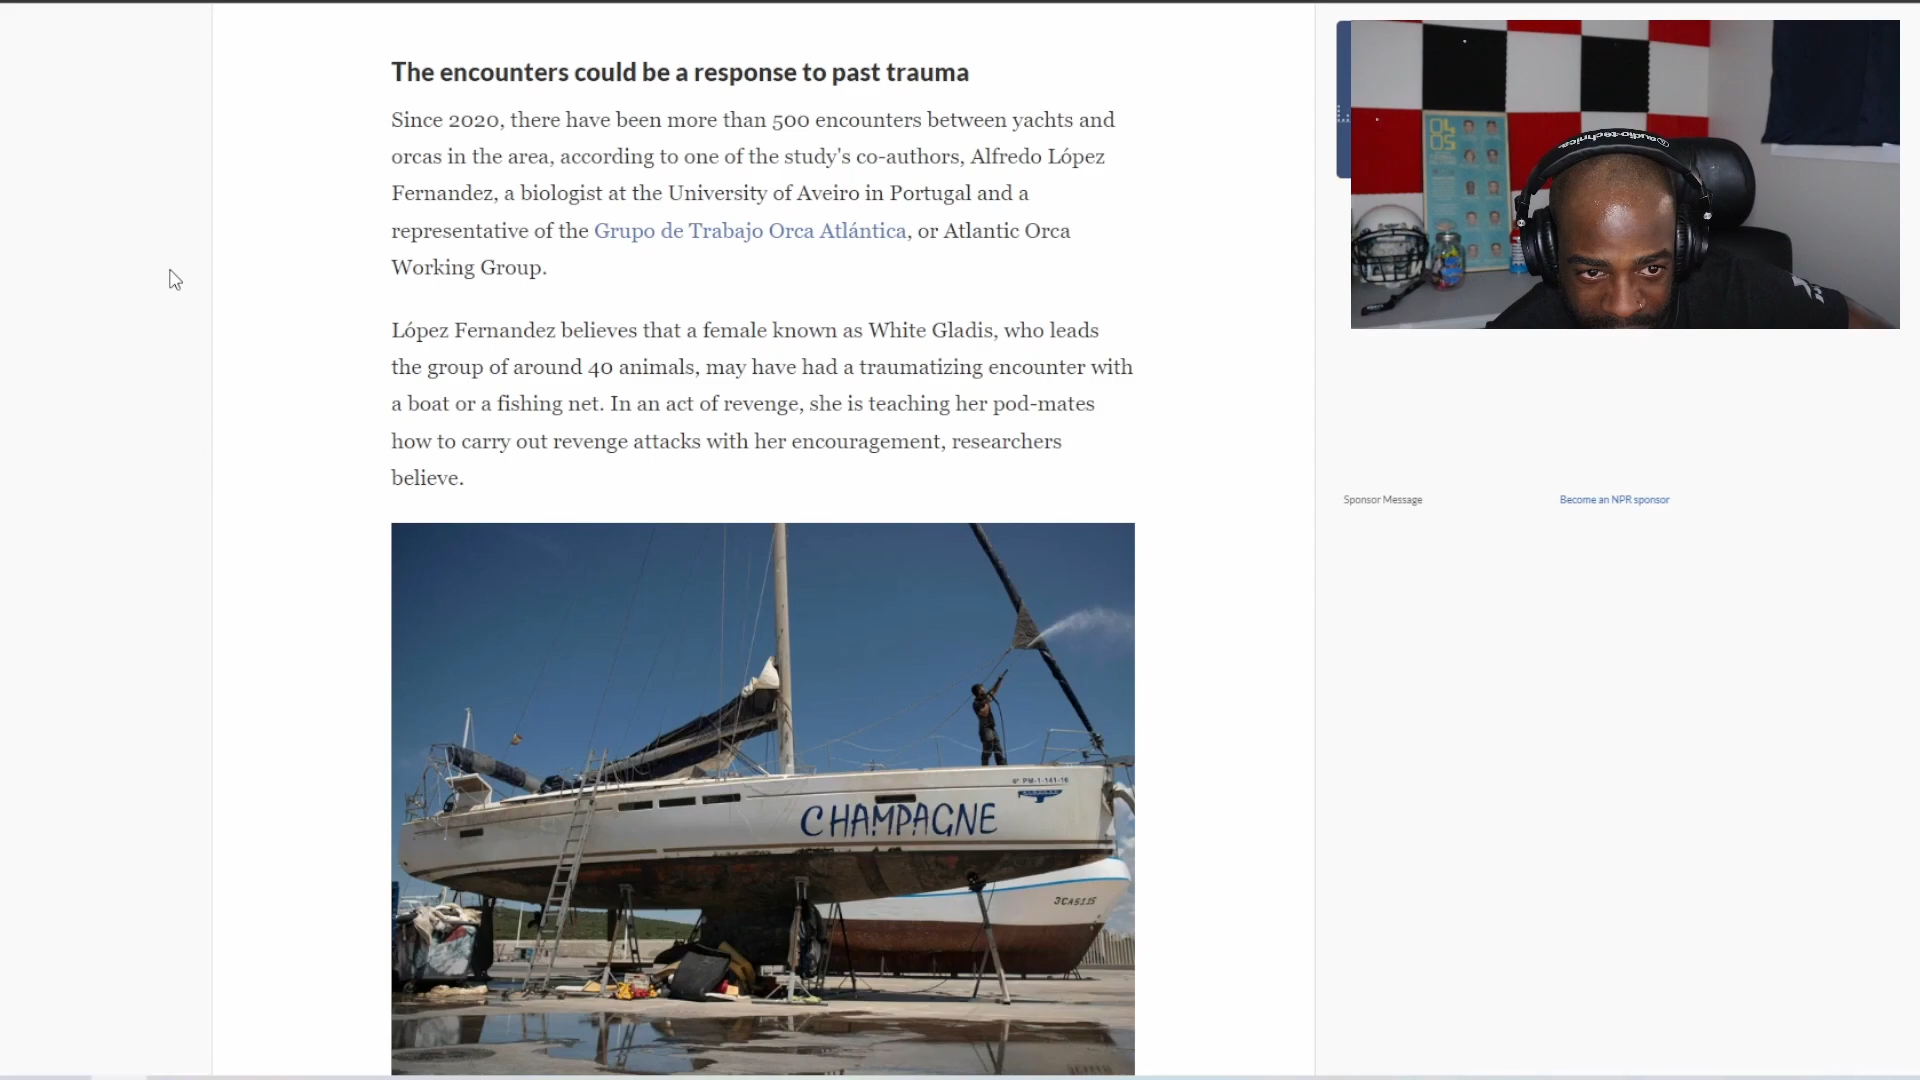 The encounters could be a response to past trauma
Since 2020, there have been more than 500 encounters between yachts and
orcas in the area, according to one of the study's co-authors, Alfredo López
Fernandez, a biologist at the University of Aveiro in Portugal and a
representative of the Grupo de Trabajo Orca Atlántica, or Atlantic Orca
Working Group.
López Fernandez believes that a female known as White Gladis, who leads
the group of around 40 animals, may have had a traumatizing encounter with
a boat or a fishing net. In an act of revenge, she is teaching her pod-mates
how to carry out revenge attacks with her encouragement, researchers
believe.
CHAMPAGNE
audio-technica
Sponsor Message
Become an NPR sponsor